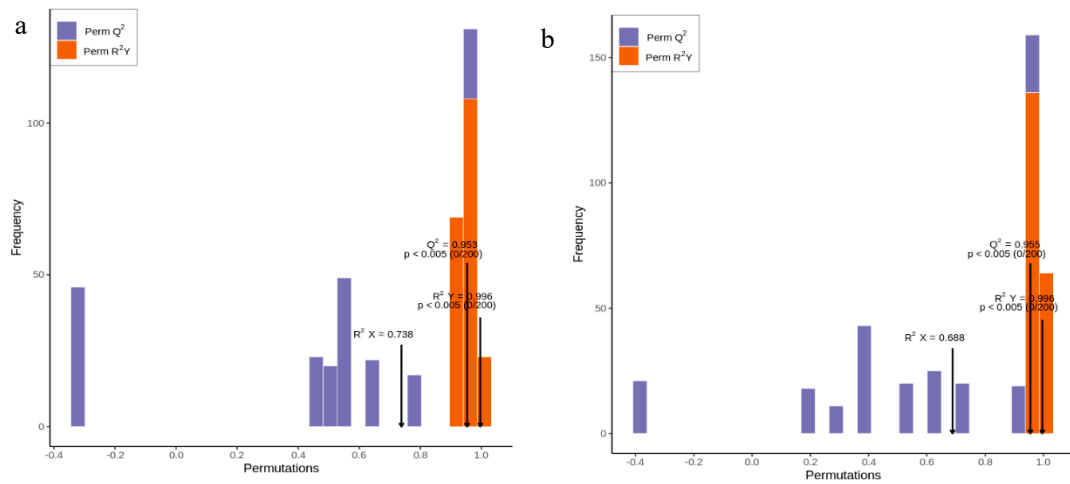 a
Perm Q²
Perm R²Y
Frequency
100
50
0
Q² = 0.953
p < 0.005 (0/200)
R² Y = 0.996
p < 0.005 (0/200)
R² X = 0.738
-0.4 -0.2 0.0 0.2 0.4 0.6 0.8 1.0
Permutations
b
Perm Q²
Perm R²Y
Frequency
150
100
50
0
Q² = 0.955
p < 0.005 (0/200)
R² Y = 0.996
p < 0.005 (0/200)
R² X = 0.688
-0.4 -0.2 0.0 0.2 0.4 0.6 0.8 1.0
Permutations